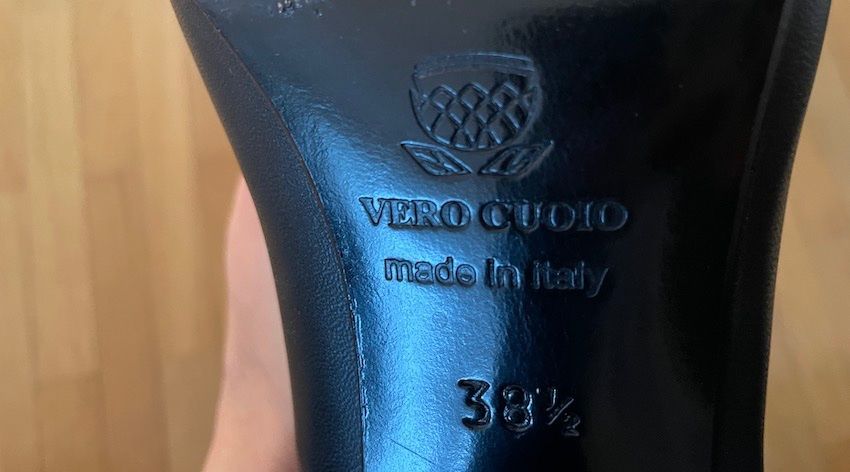 VERO CUOIO
made in italy
38½